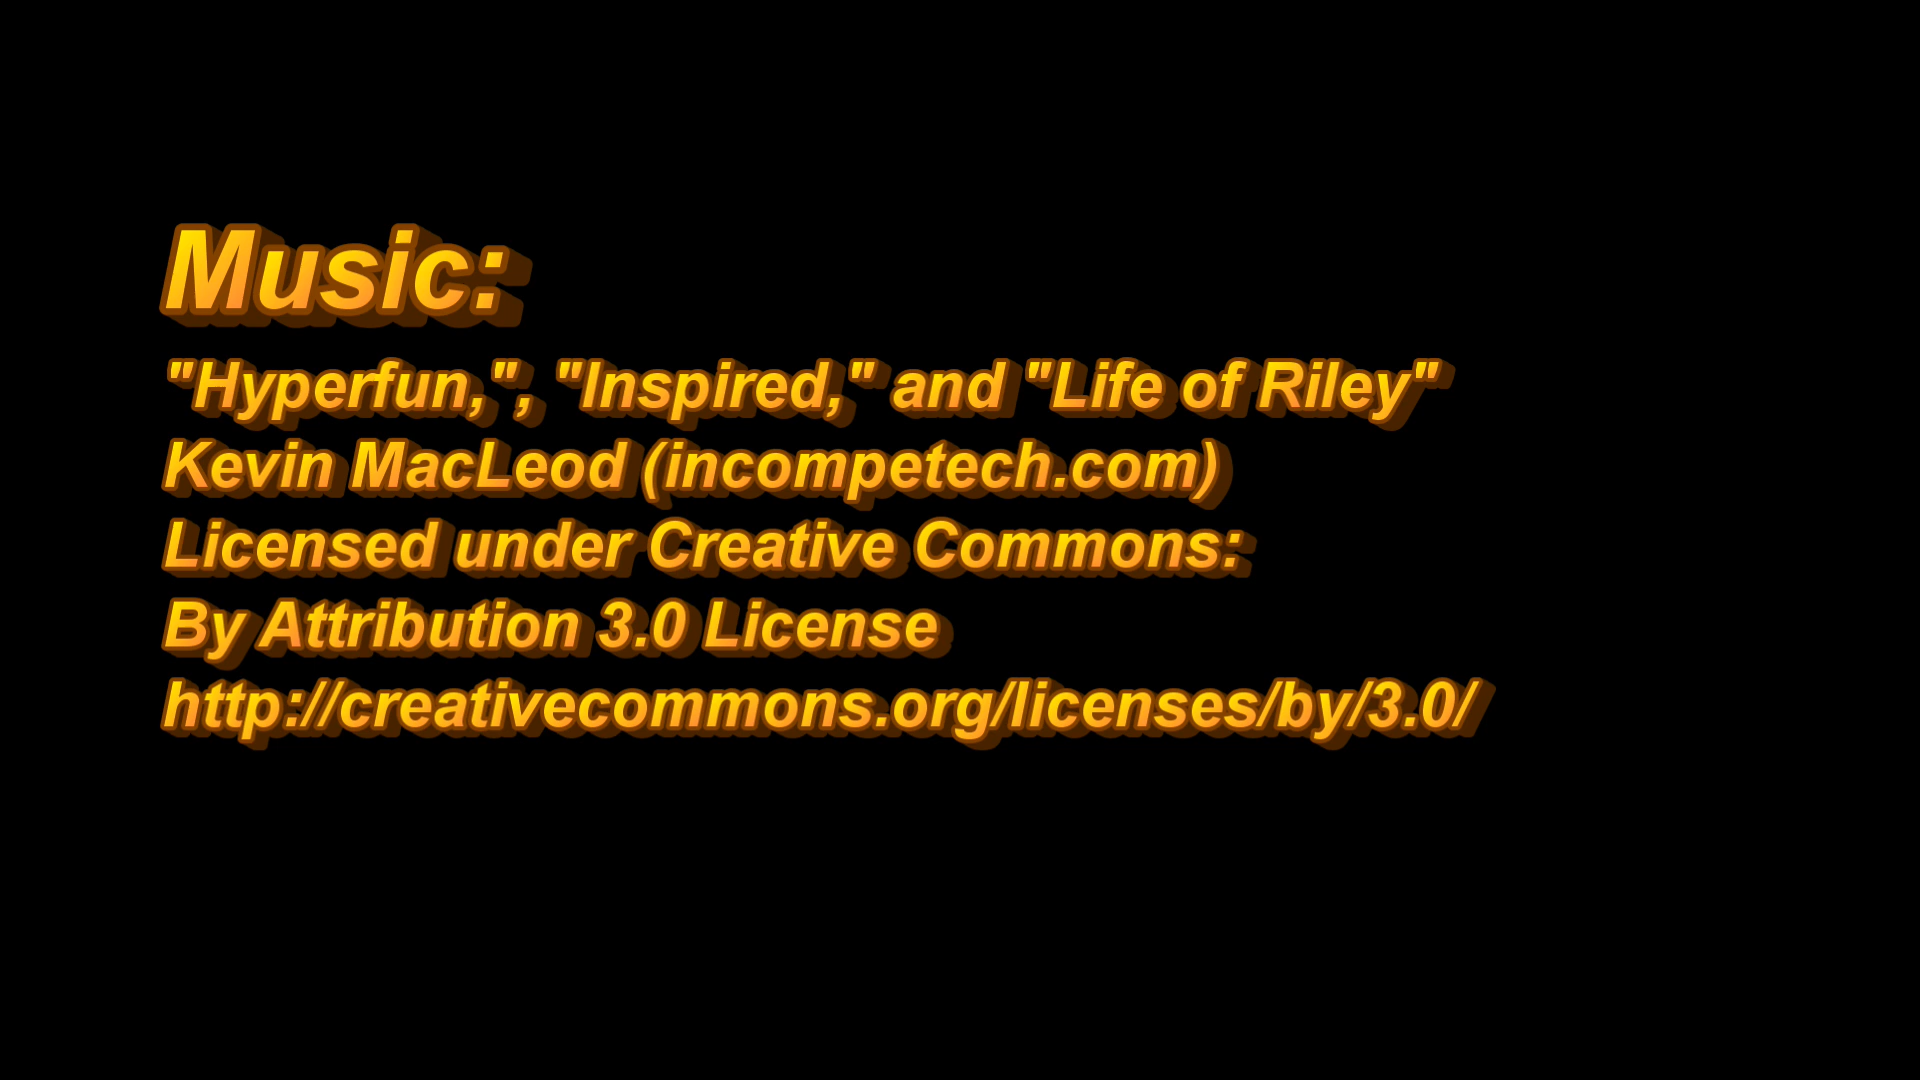 Music:
"Hyperfun,", "Inspired," and "Life of Riley"
Kevin MacLeod (incompetech.com)
Licensed under Creative Commons:
By Attribution 3.0 License
http://creativecommons.org/licenses/by/3.0/